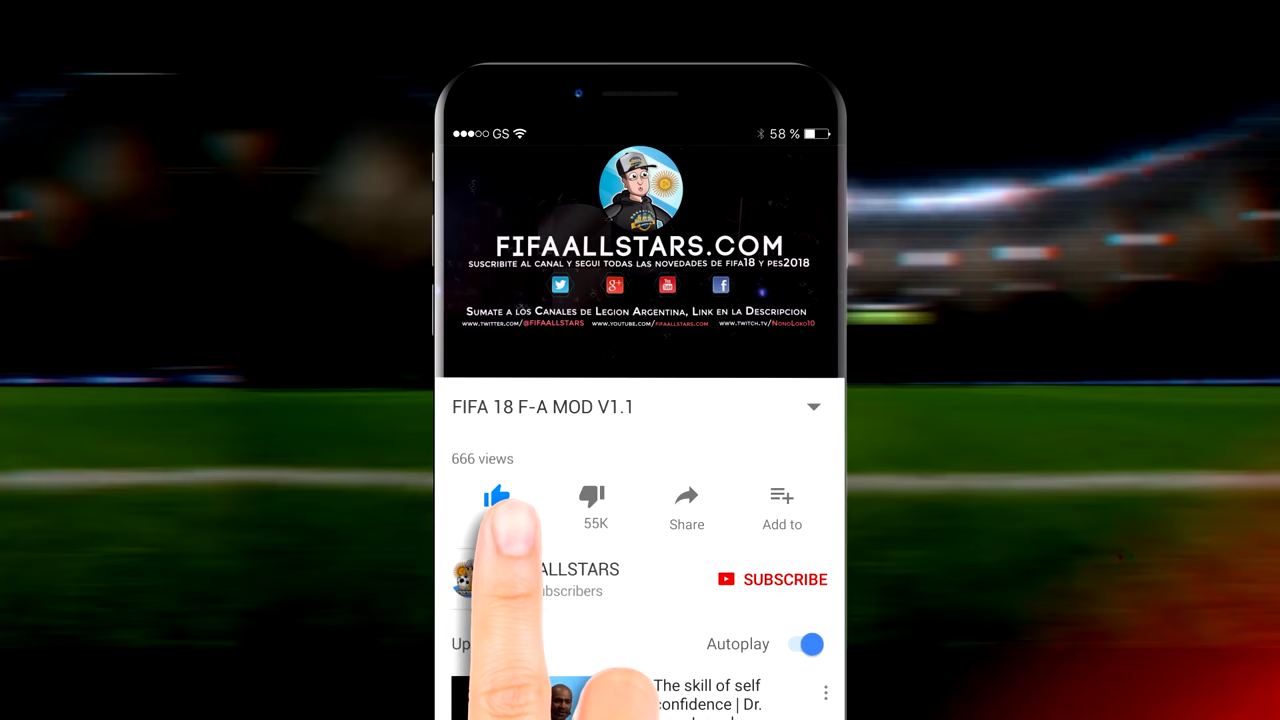 GS 58 %
FIFAALLSTARS.COM
SUSCRIBITE AL CANAL Y SEGUI TODAS LAS NOVEDADES DE FIFA18 Y PES2018
SUMATE A LOS CANALES DE LEGION ARGENTINA, LINK EN LA DESCRIPCION
WWW.TWITTER.COM/@FIFAALLSTARS WWW.YOUTUBE.COM/FIFAALLSTARS.COM WWW.TWITCH.TV/NONOLOKO10
FIFA 18 F-A MOD V1.1
666 views
55K Share Add to
ALLSTARS
SUBSCRIBE
bscribers
Up
Autoplay
The skill of self
confidence | Dr.